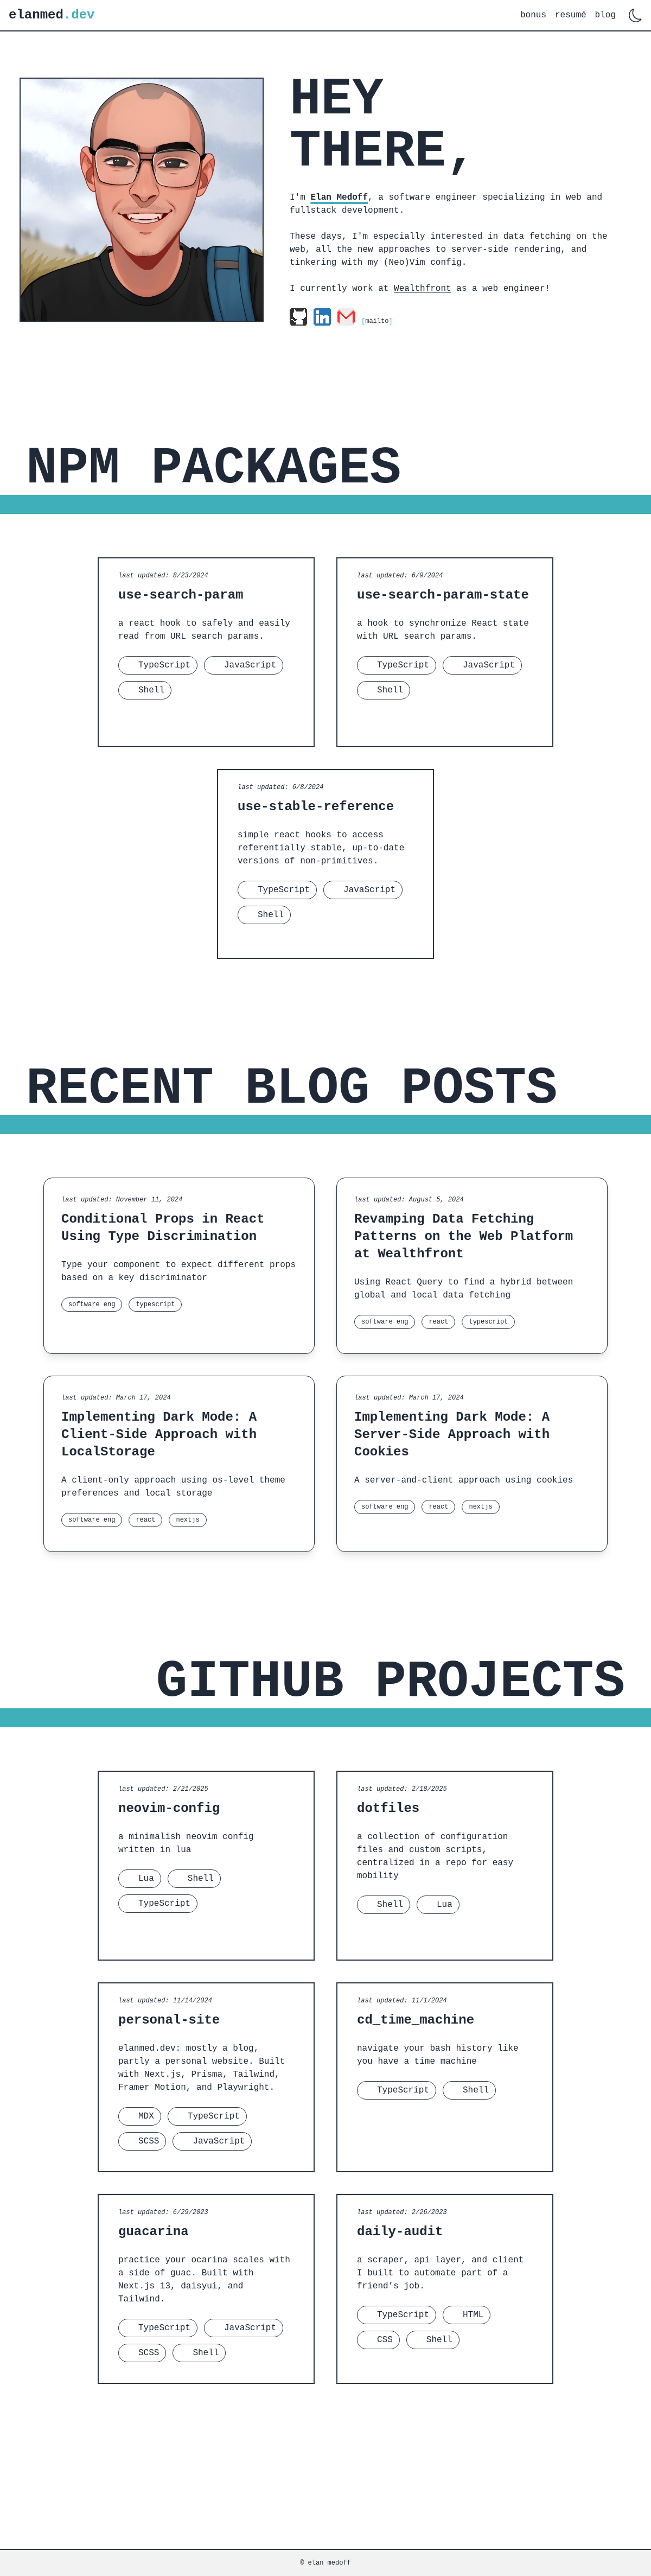 elanmed.dev
bonus resumé blog
HEY
THERE,
I'm Elan Medoff, a software engineer specializing in web and
fullstack development.
These days, I'm especially interested in data fetching on the
web, all the new approaches to server-side rendering, and
tinkering with my (Neo)Vim config.
I currently work at Wealthfront as a web engineer!
in [mailto]
NPM PACKAGES
last updated: 8/23/2024
use-search-param
a react hook to safely and easily
read from URL search params.
TypeScript JavaScript
Shell
last updated: 6/9/2024
use-search-param-state
a hook to synchronize React state
with URL search params.
TypeScript JavaScript
Shell
last updated: 6/8/2024
use-stable-reference
simple react hooks to access
referentially stable, up-to-date
versions of non-primitives.
TypeScript JavaScript
Shell
RECENT BLOG POSTS
last updated: November 11, 2024
Conditional Props in React
Using Type Discrimination
Type your component to expect different props
based on a key discriminator
software eng typescript
last updated: August 5, 2024
Revamping Data Fetching
Patterns on the Web Platform
at Wealthfront
Using React Query to find a hybrid between
global and local data fetching
software eng react typescript
last updated: March 17, 2024
Implementing Dark Mode: A
Client-Side Approach with
LocalStorage
A client-only approach using os-level theme
preferences and local storage
software eng react nextjs
last updated: March 17, 2024
Implementing Dark Mode: A
Server-Side Approach with
Cookies
A server-and-client approach using cookies
software eng react nextjs
GITHUB PROJECTS
last updated: 2/21/2025
neovim-config
a minimalish neovim config
written in lua
Lua Shell
TypeScript
last updated: 2/18/2025
dotfiles
a collection of configuration
files and custom scripts,
centralized in a repo for easy
mobility
Shell Lua
last updated: 11/14/2024
personal-site
elanmed.dev: mostly a blog,
partly a personal website. Built
with Next.js, Prisma, Tailwind,
Framer Motion, and Playwright.
MDX TypeScript
SCSS JavaScript
last updated: 11/1/2024
cd_time_machine
navigate your bash history like
you have a time machine
TypeScript Shell
last updated: 6/29/2023
guacarina
practice your ocarina scales with
a side of guac. Built with
Next.js 13, daisyui, and
Tailwind.
TypeScript JavaScript
SCSS Shell
last updated: 2/26/2023
daily-audit
a scraper, api layer, and client
I built to automate part of a
friend’s job.
TypeScript HTML
CSS Shell
© elan medoff